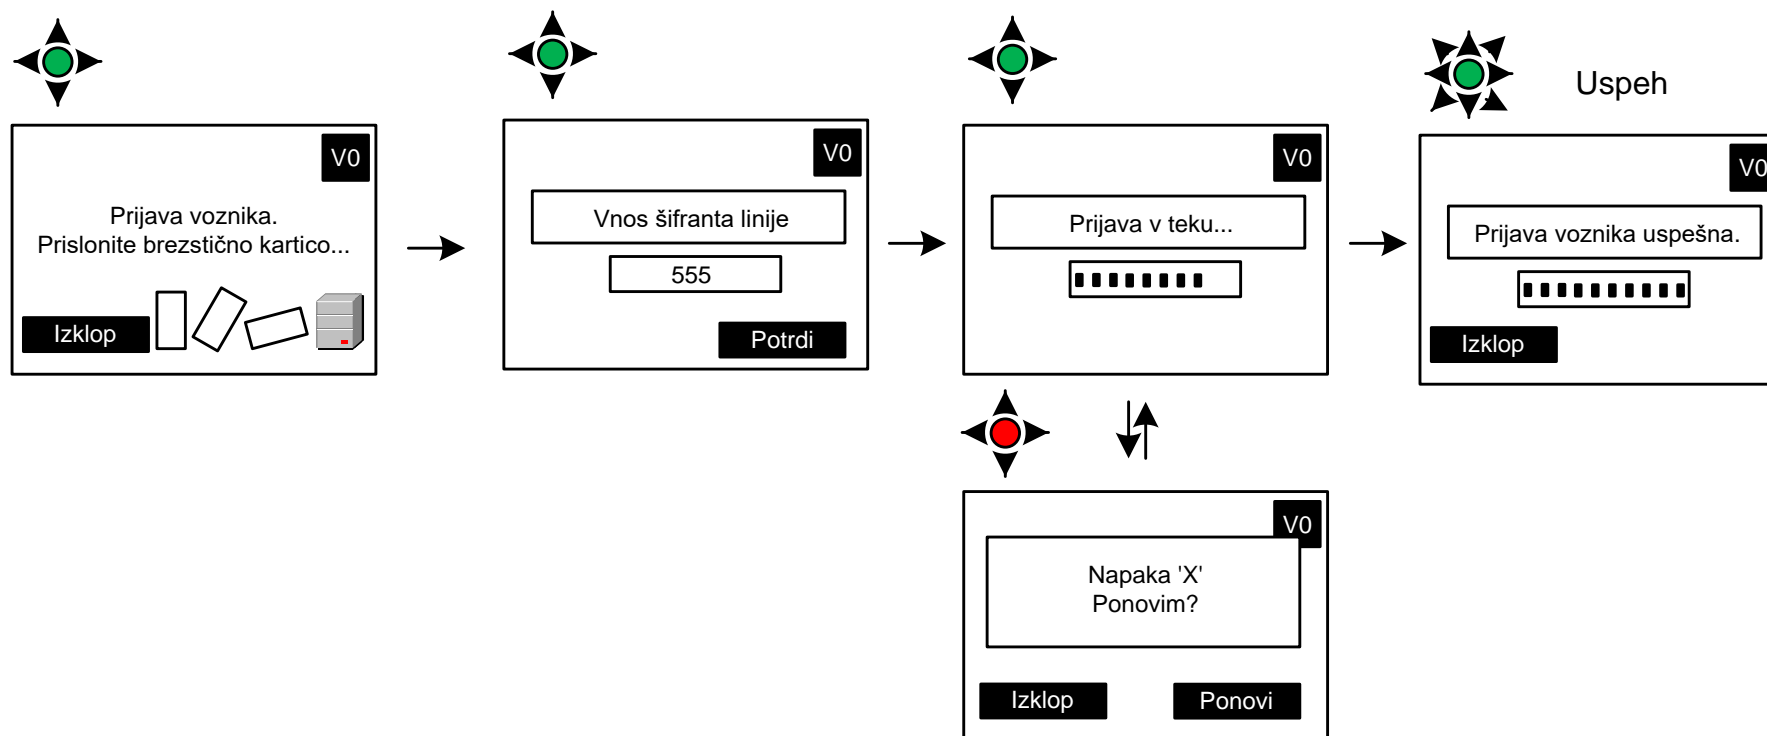 Uspeh
V0
Prijava voznika.
Prislonite brezstično kartico...
Izklop
V0
Vnos šifranta linije
555
Potrdi
V0
Prijava v teku...
V0
Prijava voznika uspešna.
Izklop
V0
Napaka 'X'
Ponovim?
Izklop
Ponovi